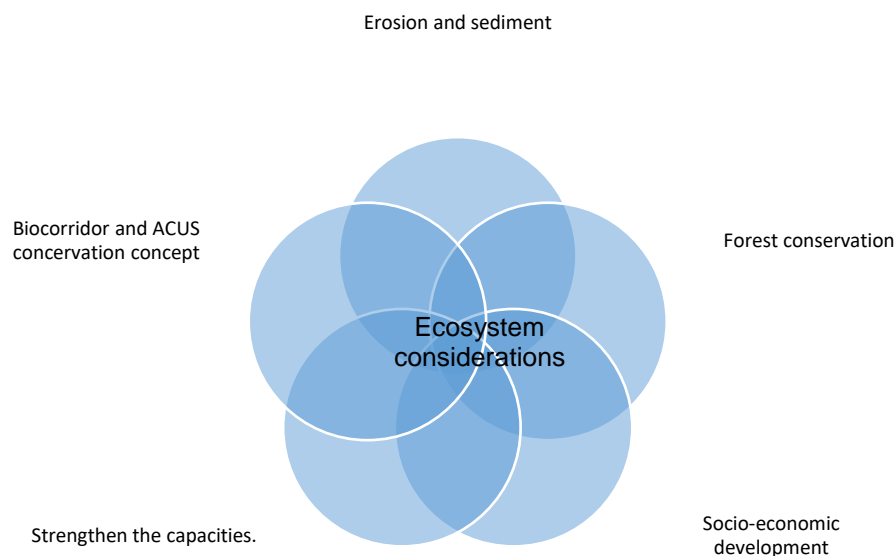 Erosion and sediment
Biocorridor and ACUS
concervation concept
Forest conservation
Ecosystem
considerations
Strengthen the capacities.
Socio-economic
development